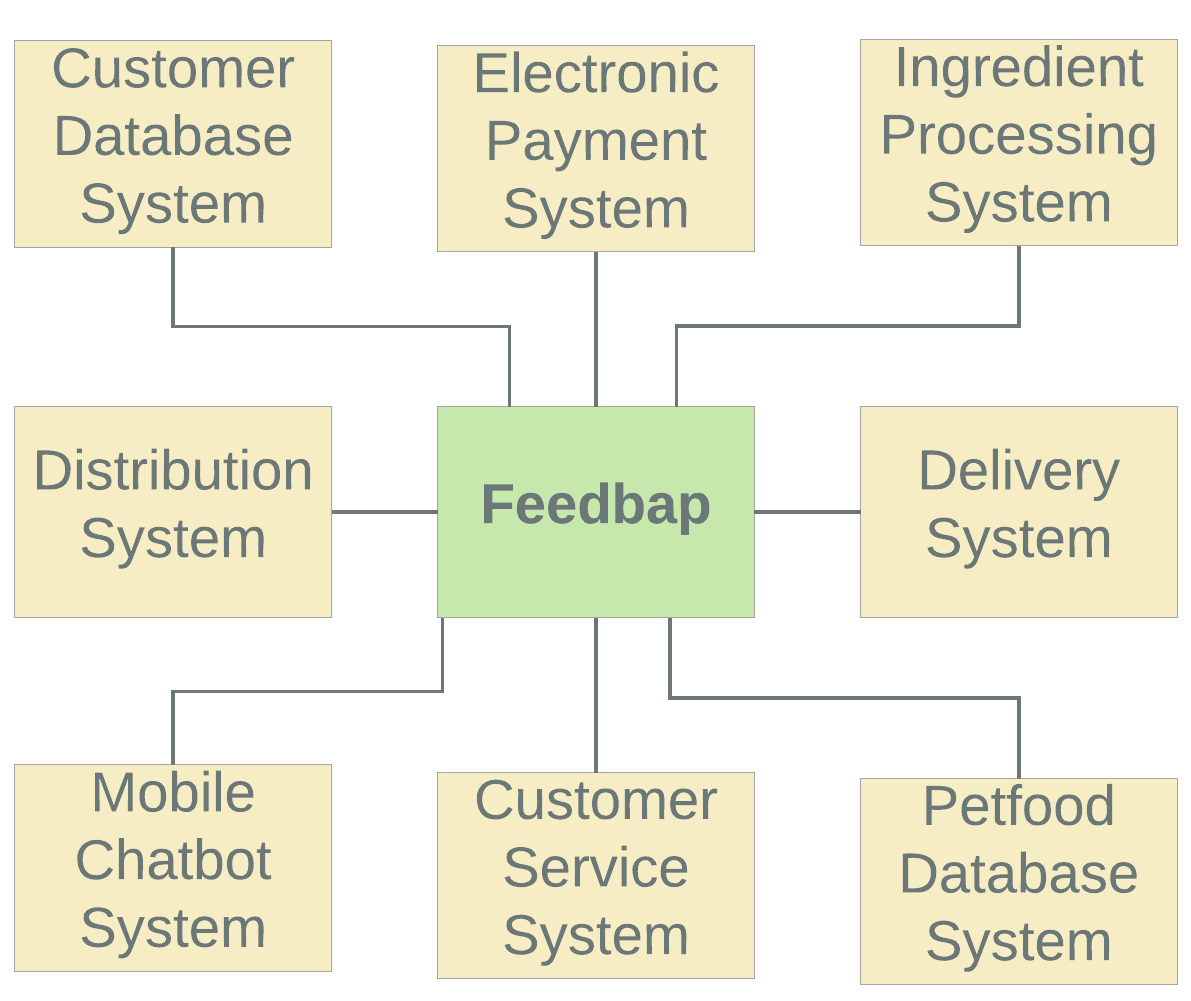 Customer
Database
System
Electronic
Payment
System
Ingredient
Processing
System
Distribution
System
Feedbap
Delivery
System
Mobile
Chatbot
System
Customer
Service
System
Petfood
Database
System